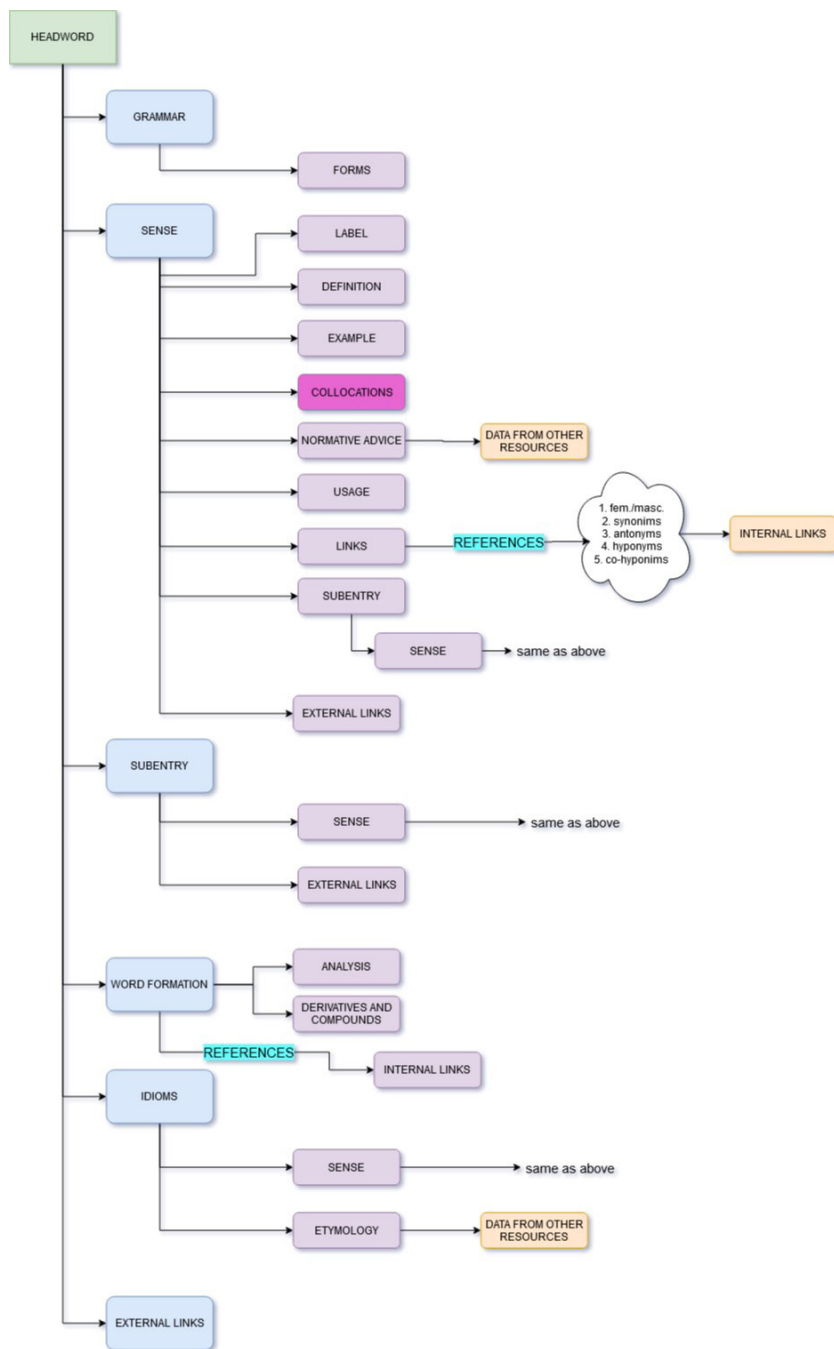 HEADWORD
GRAMMAR
FORMS
SENSE
LABEL
DEFINITION
EXAMPLE
COLLOCATIONS
NORMATIVE ADVICE
DATA FROM OTHER
RESOURCES
USAGE
LINKS
REFERENCES
1. fem./masc.
2. synonims
3. antonyms
4. hyponyms
5. co-hyponims
INTERNAL LINKS
SUBENTRY
SENSE
same as above
EXTERNAL LINKS
SUBENTRY
SENSE
same as above
EXTERNAL LINKS
WORD FORMATION
ANALYSIS
DERIVATIVES AND
COMPOUNDS
REFERENCES
INTERNAL LINKS
IDIOMS
SENSE
same as above
ETYMOLOGY
DATA FROM OTHER
RESOURCES
EXTERNAL LINKS